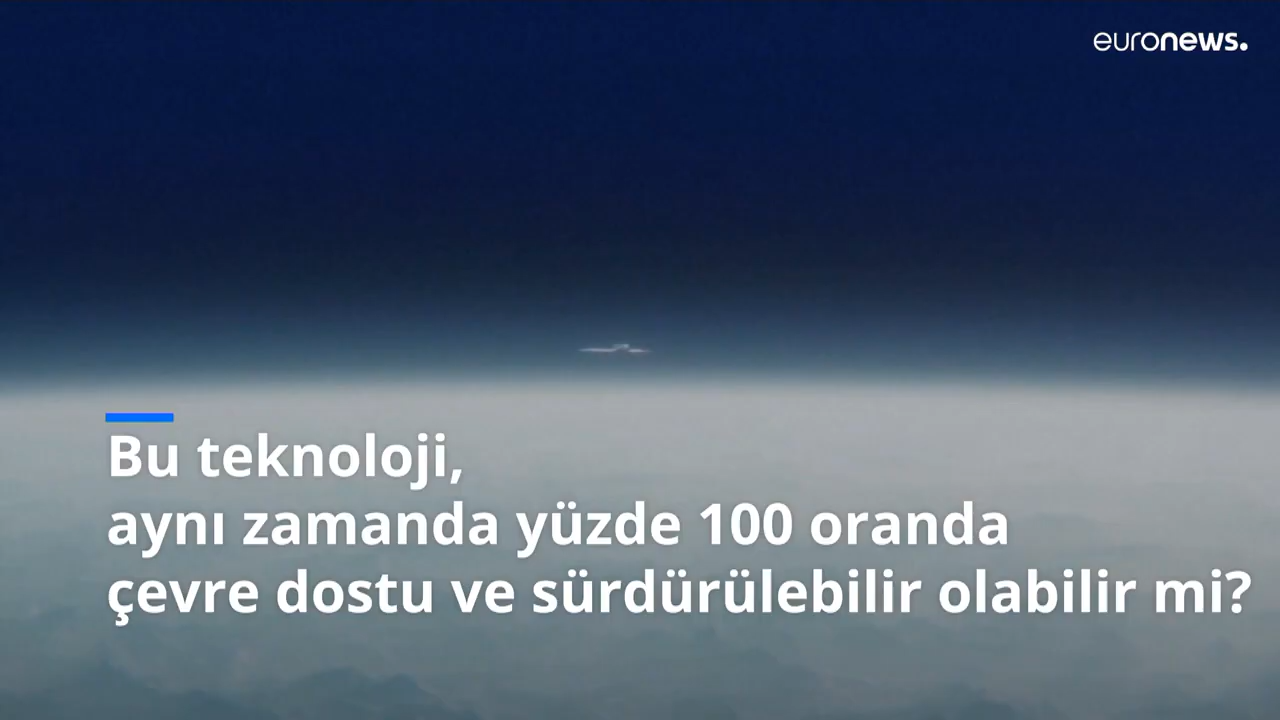 euronews.
Bu teknoloji,
aynı zamanda yüzde 100 oranda
çevre dostu ve sürdürülebilir olabilir mi?